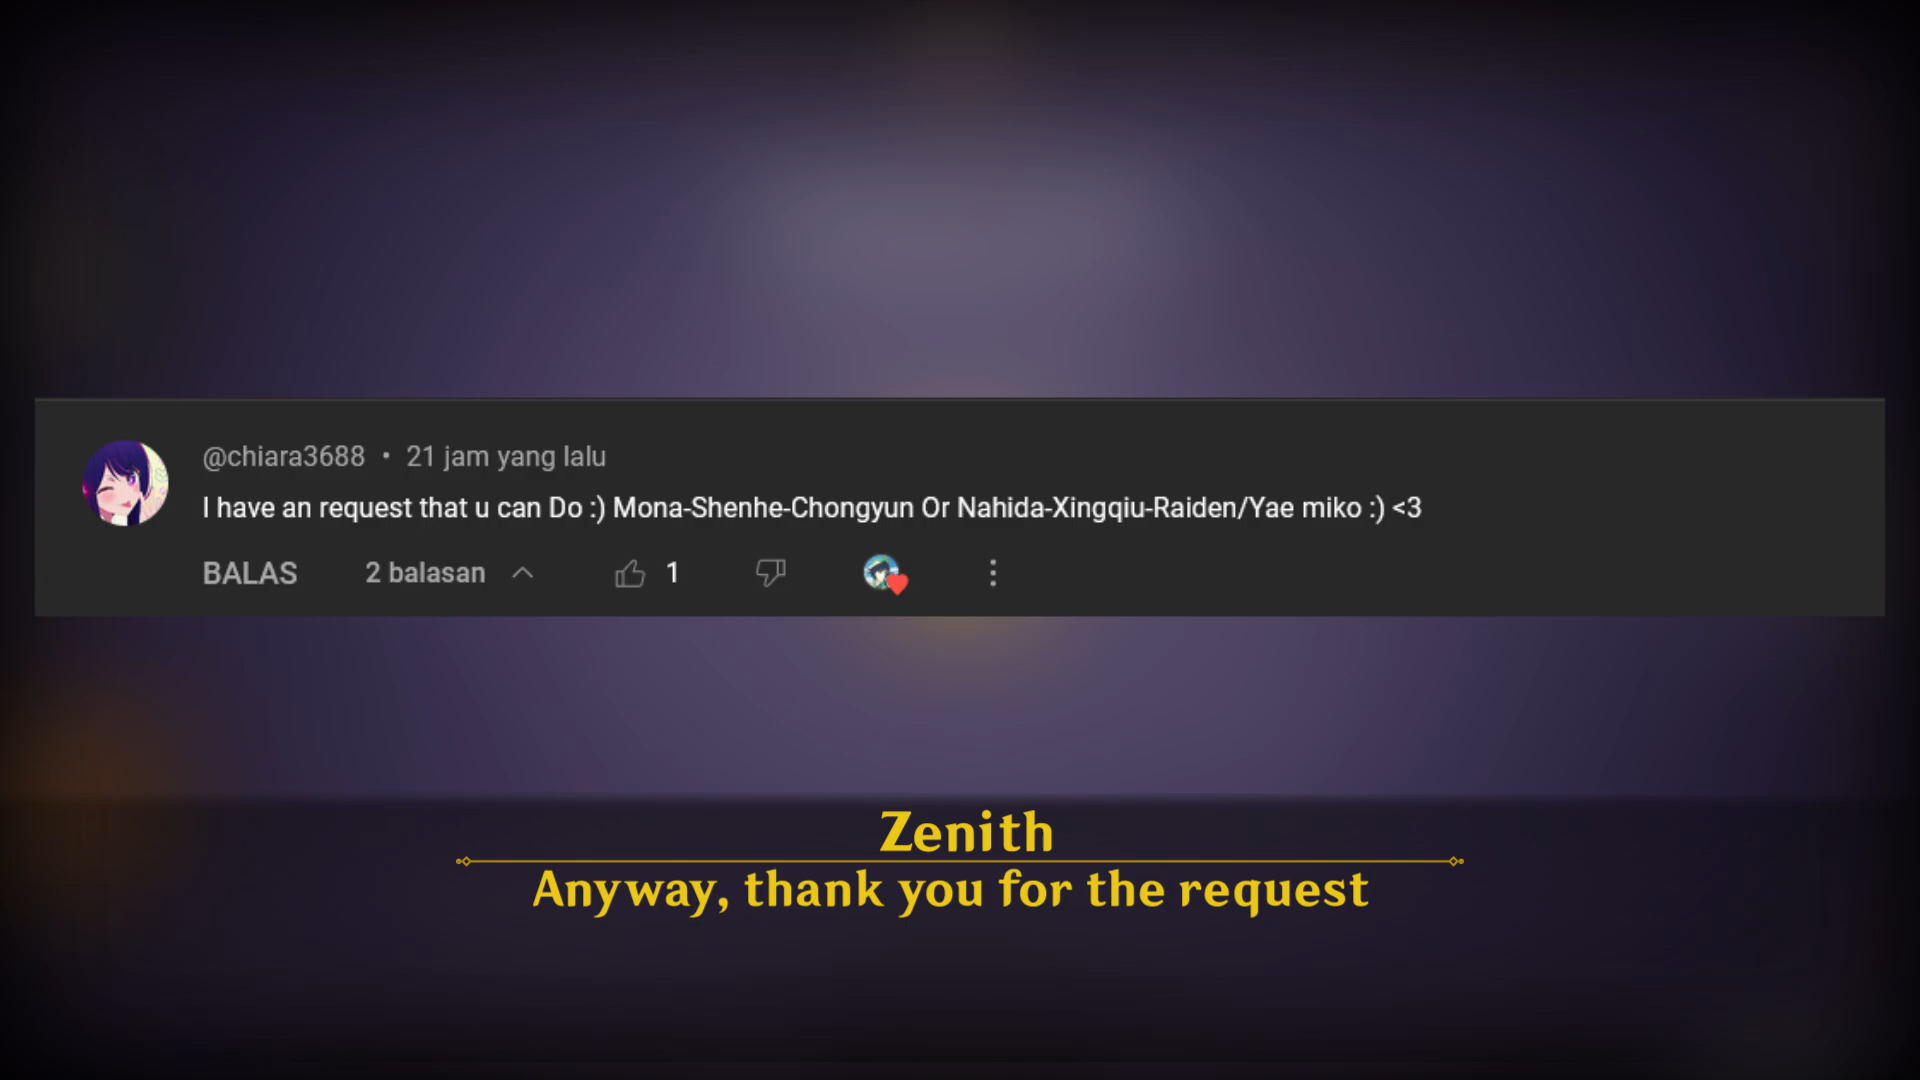 @chiara3688 • 21 jam yang lalu
I have an request that u can Do :) Mona-Shenhe-Chongyun Or Nahida-Xingqiu-Raiden/Yae miko :) <3
BALAS 2 balasan 1
Zenith
Anyway, thank you for the request